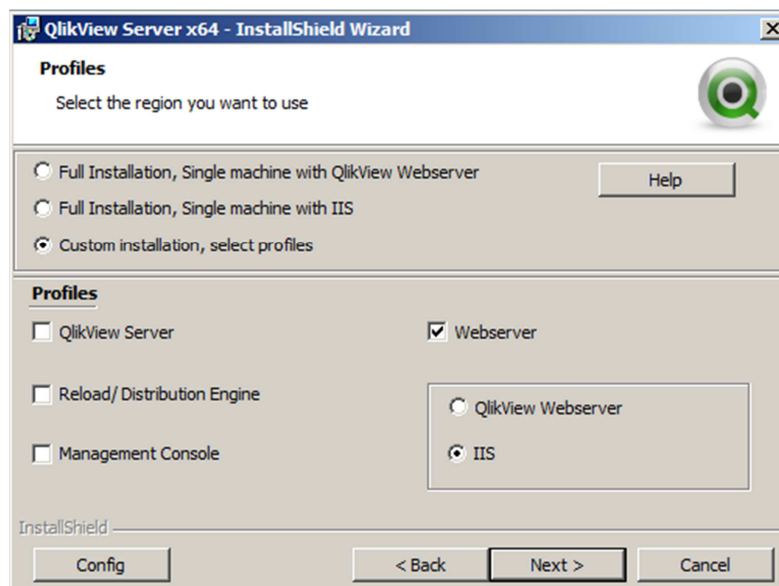 QlikView Server x64 - InstallShield Wizard
Profiles
Select the region you want to use
Full Installation, Single machine with QlikView Webserver
Help
Full Installation, Single machine with IIS
Custom installation, select profiles
Profiles
QlikView Server
Webserver
Reload/Distribution Engine
QlikView Webserver
Management Console
IIS
InstallShield
Config
< Back
Next >
Cancel